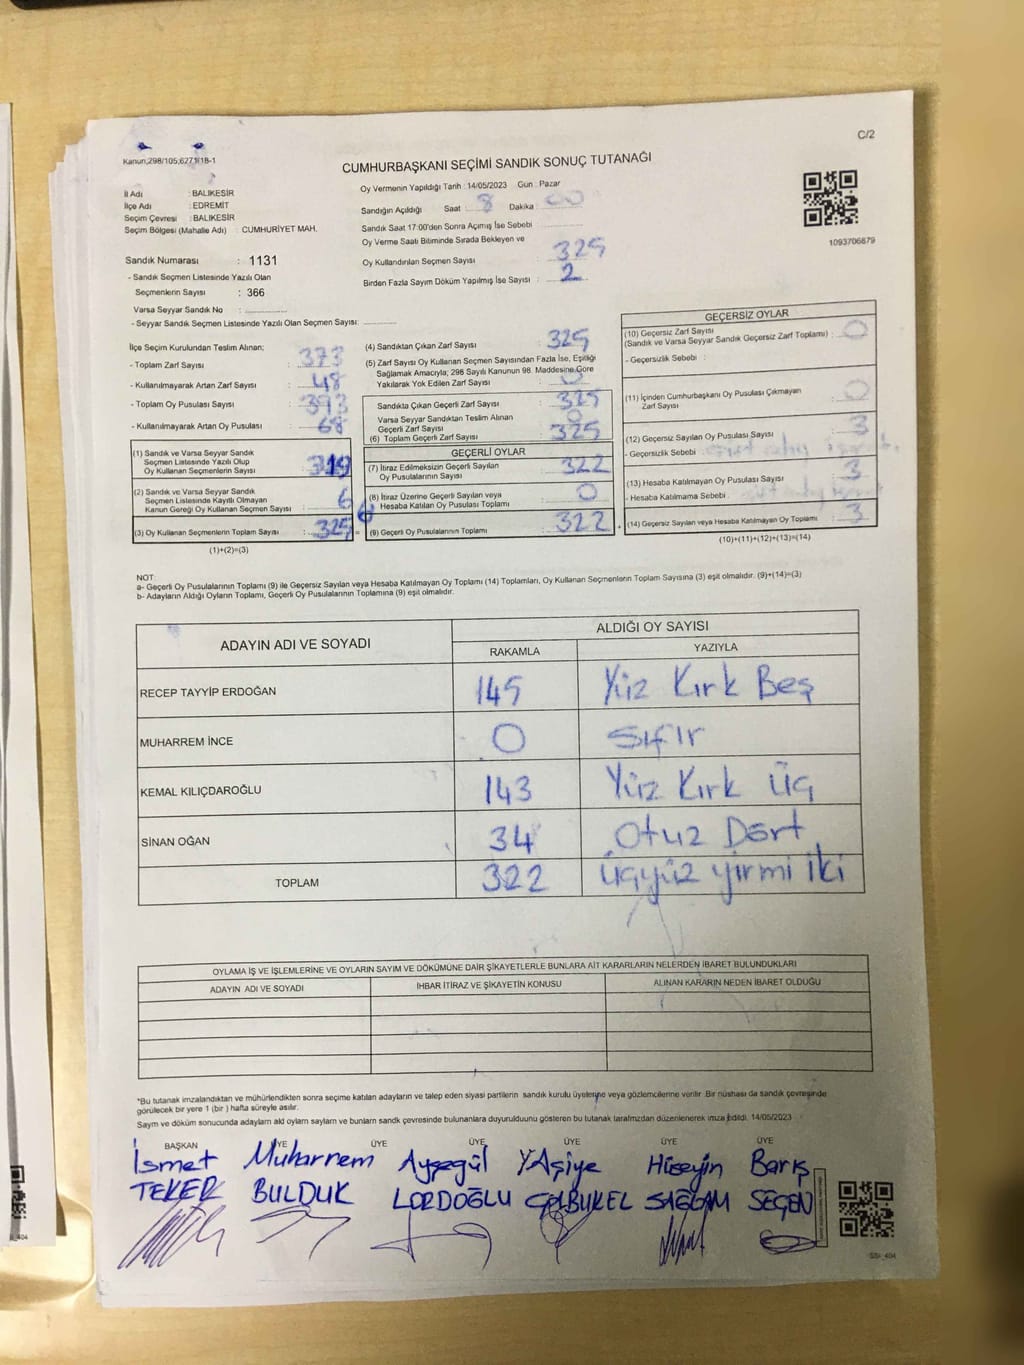 C/2
Kanun;298/105;6271/18-1
CUMHURBAŞKANI SEÇİMİ SANDIK SONUÇ TUTANAĞI
İl Adı : BALIKESİR
İlçe Adı : EDREMIT
Seçim Çevresi : BALIKESİR
Seçim Bölgesi (Mahalle Adı) CUMHURİYET MAH.
Oy Vermenin Yapıldığı Tarih : 14/05/2023 Gün : Pazar
Sandığın Açıldığı Saat : 8 Dakika : 00
Sandık Saat 17:00'den Sonra Açımış İse Sebebi
Oy Verme Saati Bitiminde Sırada Bekleyen ve
Oy Kullandırılan Seçmen Sayısı 325
Birden Fazla Sayım Döküm Yapılmış İse Sayısı : 2
1093706679
Sandık Numarası : 1131
- Sandık Seçmen Listesinde Yazılı Olan
Seçmenlerin Sayısı : 366
Varsa Seyyar Sandık No :
- Seyyar Sandık Seçmen Listesinde Yazılı Olan Seçmen Sayısı:
İlçe Seçim Kurulundan Teslim Alınan;
- Toplam Zarf Sayısı : 373
- Kullanılmayarak Artan Zarf Sayısı : 48
- Toplam Oy Pusulası Sayısı : 393
- Kullanılmayarak Artan Oy Pusulası : 68
(1) Sandık ve Varsa Seyyar Sandık
Seçmen Listesinde Yazılı Olup
Oy Kullanan Seçmenlerin Sayısı : 319
(2) Sandık ve Varsa Seyyar Sandık
Seçmen Listesinde Kayıtlı Olmayan
Kanun Gereği Oy Kullanan Seçmen Sayısı : 6
6
(3) Oy Kullanan Seçmenlerin Toplam Sayısı : 325 =
(1)+(2)=(3)
(4) Sandıktan Çıkan Zarf Sayısı : 325
(5) Zarf Sayısı Oy Kullanan Seçmen Sayısından Fazla İse, Eşitliği
Sağlamak Amacıyla; 298 Sayılı Kanunun 98. Maddesine Göre
Yakılarak Yok Edilen Zarf Sayısı : 0
Sandıkta Çıkan Geçerli Zarf Sayısı : 325
Varsa Seyyar Sandıktan Teslim Alınan
Geçerli Zarf Sayısı : 0
(6) Toplam Geçerli Zarf Sayısı : 325
GEÇERLİ OYLAR
(7) İtiraz Edilmeksizin Geçerli Sayılan
Oy Pusulalarının Sayısı : 322
(8) İtiraz Üzerine Geçerli Sayılan veya
Hesaba Katılan Oy Pusulası Toplamı : 0
(9) Geçerli Oy Pusulalarının Toplamı : 322 +
GEÇERSİZ OYLAR
(10) Geçersiz Zarf Sayısı
(Sandık ve Varsa Seyyar Sandık Geçersiz Zarf Toplamı) : 0
- Geçersizlik Sebebi :
(11) İçinden Cumhurbaşkanı Oy Pusulası Çıkmayan
Zarf Sayısı : 0
(12) Geçersiz Sayılan Oy Pusulası Sayısı : 3
- Geçersizlik Sebebi
(13) Hesaba Katılmayan Oy Pusulası Sayısı : 3
- Hesaba Katılmama Sebebi
(14) Geçersiz Sayılan veya Hesaba Katılmayan Oy Toplamı : 3
(10)+(11)+(12)+(13)=(14)
NOT:
a- Geçerli Oy Pusulalarının Toplamı (9) ile Geçersiz Sayılan veya Hesaba Katılmayan Oy Toplamı (14) Toplamları, Oy Kullanan Seçmenlerin Toplam Sayısına (3) eşit olmalıdır. (9)+(14)=(3)
b- Adayların Aldığı Oyların Toplamı, Geçerli Oy Pusulalarının Toplamına (9) eşit olmalıdır.
ADAYIN ADI VE SOYADI ALDIĞI OY SAYISI
RAKAMLA YAZIYLA
RECEP TAYYİP ERDOĞAN 145 Yüz Kırk Beş
MUHARREM İNCE 0 Sıfır
KEMAL KILIÇDAROĞLU 143 Yüz Kırk Üç
SİNAN OĞAN 34 Otuz Dört
TOPLAM 322 üçyüz yirmi iki
OYLAMA İŞ VE İŞLEMLERİNE VE OYLARIN SAYIM VE DÖKÜMÜNE DAİR ŞİKAYETLERLE BUNLARA AİT KARARLARIN NELERDEN İBARET BULUNDUKLARI
ADAYIN ADI VE SOYADI İHBAR İTİRAZ VE ŞİKAYETİN KONUSU ALINAN KARARIN NEDEN İBARET OLDUĞU
*Bu tutanak imzalandıktan ve mühürlendikten sonra seçime katılan adayların ve talep eden siyasi partilerin sandık kurulu üyelerine veya gözlemcilerine verilir. Bir nüshası da sandık çevresinde
görülecek bir yere 1 (bir ) hafta süreyle asılır.
Sayım ve döküm sonucunda adayların ald oyların sayların ve bunların sandk çevresinde bulunanlara duyurulduunu gösteren bu tutanak tarafımzdan düzenlenerek imza edildi. 14/05/2023
BAŞKAN ÜYE ÜYE ÜYE ÜYE ÜYE ÜYE
İsmet Muharrem Ayşegül YAşiye Hüseyin Barış
TEKER BULDUK LORDOĞLU SAĞLAM SEÇEN